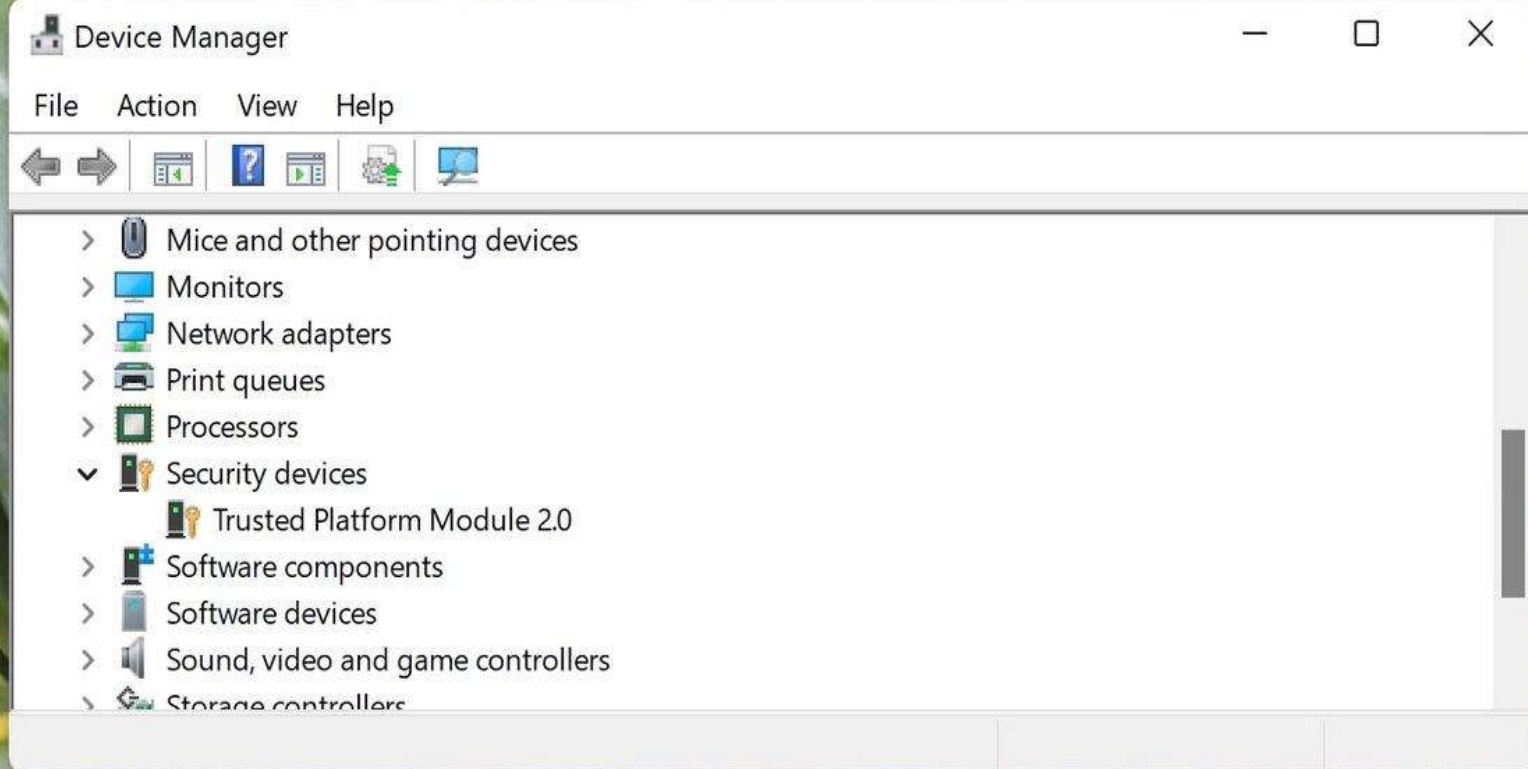 Device Manager
File Action View Help
Mice and other pointing devices
Monitors
Network adapters
Print queues
Processors
Security devices
Trusted Platform Module 2.0
Software components
Software devices
Sound, video and game controllers
Storage controllers